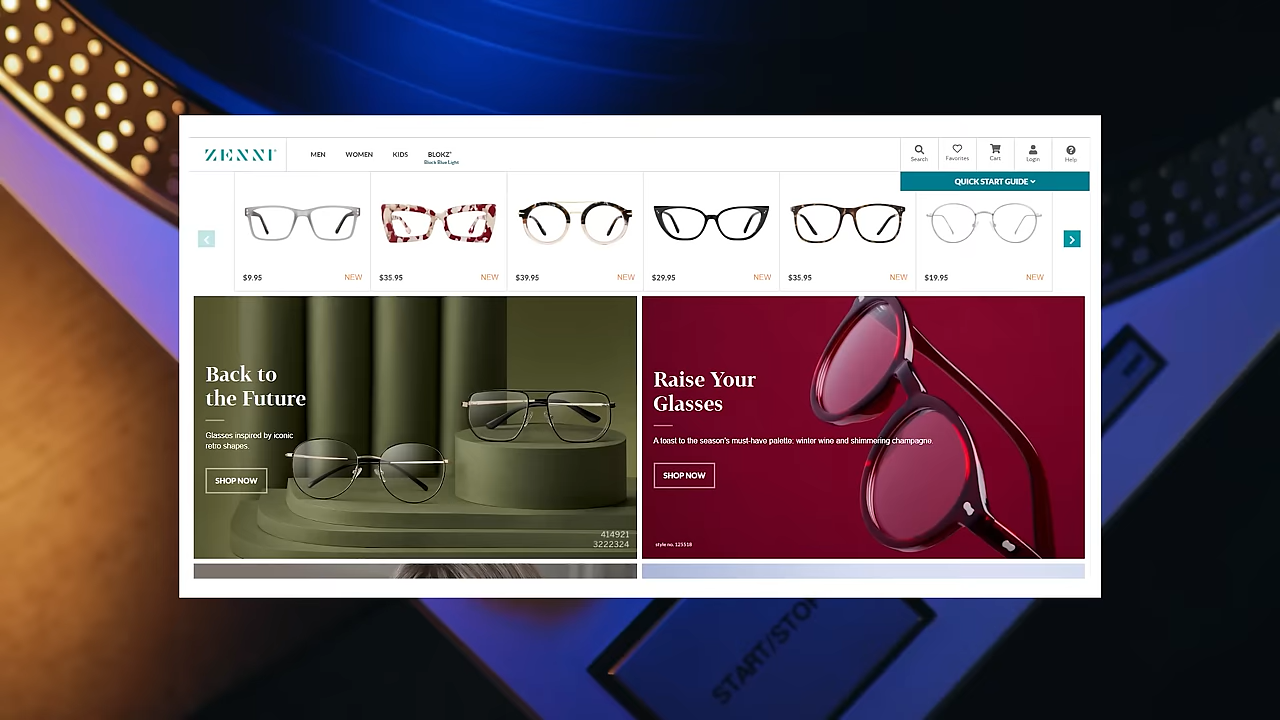 ZENNI
MEN
WOMEN
KIDS
BLOKZ
Block Blue Light
Search
Favorites
Cart
Login
Help
QUICK START GUIDE
$9.95 NEW
$35.95 NEW
$39.95 NEW
$29.95 NEW
$35.95 NEW
$19.95 NEW
Back to
the Future
Glasses inspired by iconic
retro shapes.
SHOP NOW
414921
3222324
Raise Your
Glasses
A toast to the season's must-have palette: winter wine and shimmering champagne.
SHOP NOW
style no. 125518
START/STOP